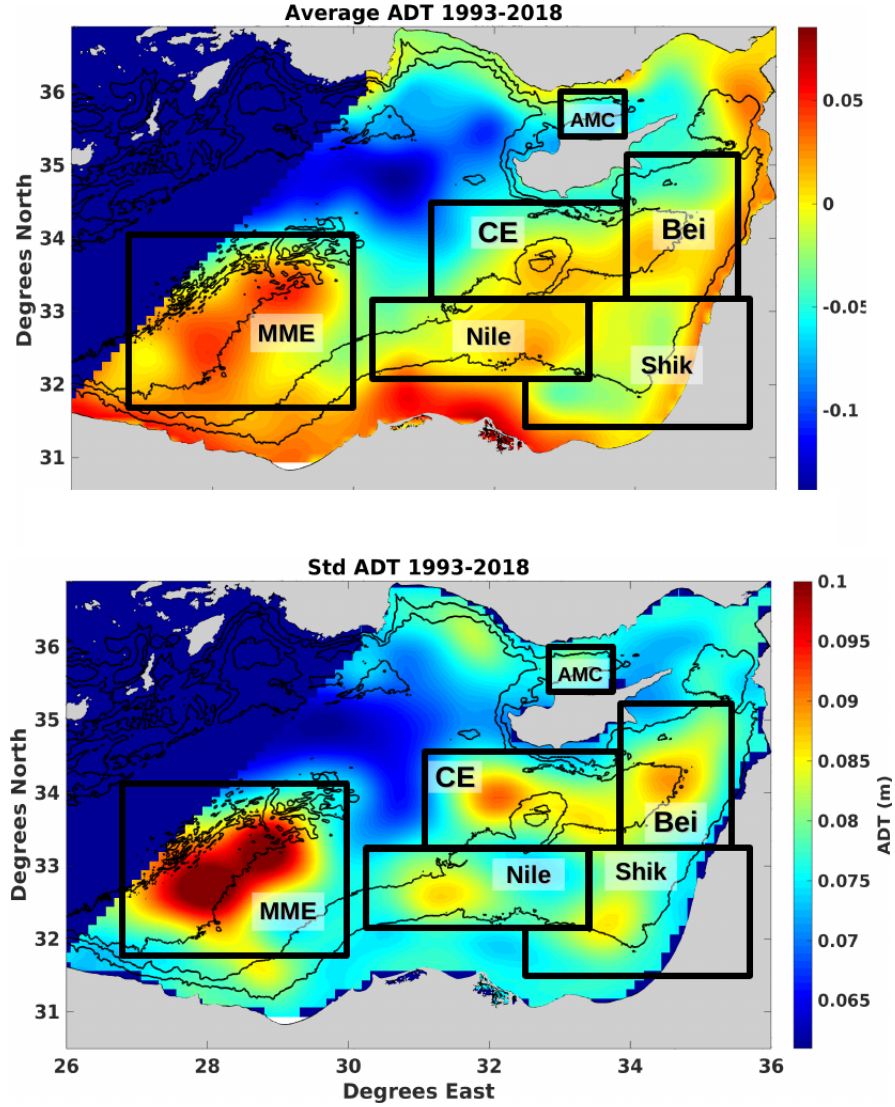 Average ADT 1993-2018
Degrees North
36
35
34
33
32
31
AMC
CE
Bei
MME
Nile
Shik
0.05
0
-0.05
-0.1
Std ADT 1993-2018
Degrees North
36
35
34
33
32
31
AMC
CE
Bei
Nile
Shik
MME
26
28
30
32
34
36
Degrees East
0.1
0.095
0.09
0.085
0.08
0.075
0.07
0.065
ADT (m)